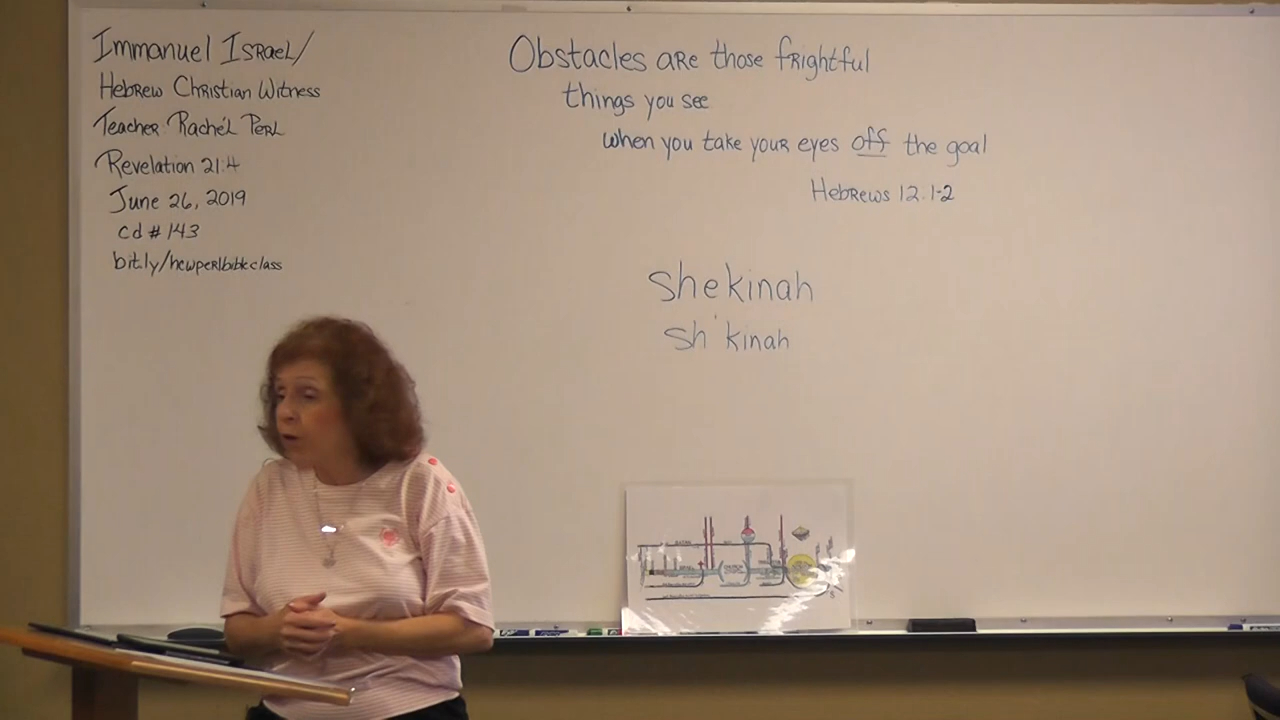 Immanuel Israel/
Hebrew Christian Witness
Teacher: Rachel Perl
Revelation 21:4
June 26, 2019
cd # 143
bit.ly/newperlbibleclass
Obstacles are those frightful
things you see
when you take your eyes off the goal
Hebrews 12:1-2
shekinah
sh'kinah